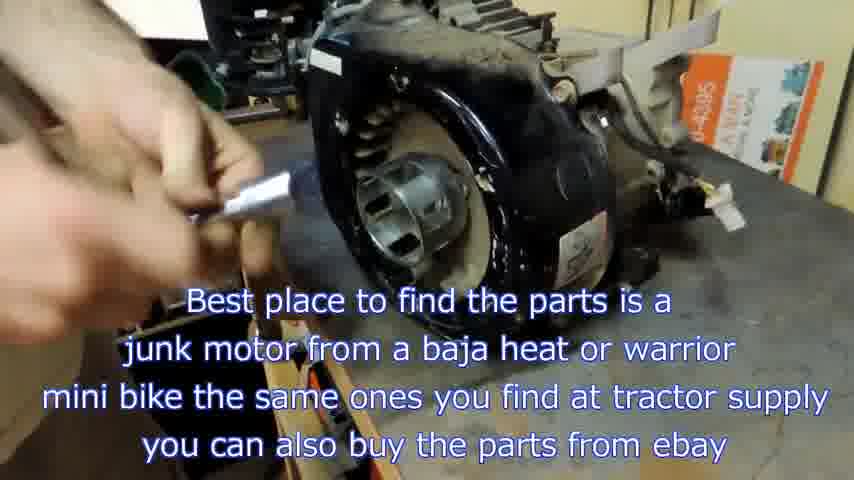 Best place to find the parts is a
junk motor from a baja heat or warrior
mini bike the same ones you find at tractor supply
you can also buy the parts from ebay